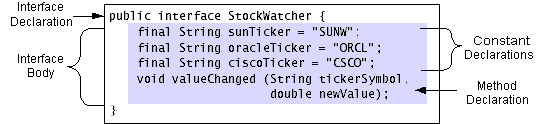 Interface
Declaration
Interface
Body
public interface StockWatcher {
final String sunTicker = "SUNW";
final String oracleTicker = "ORCL";
final String ciscoTicker = "CSCO";
void valueChanged (String tickerSymbol,
double newValue);
}
Constant
Declarations
Method
Declaration